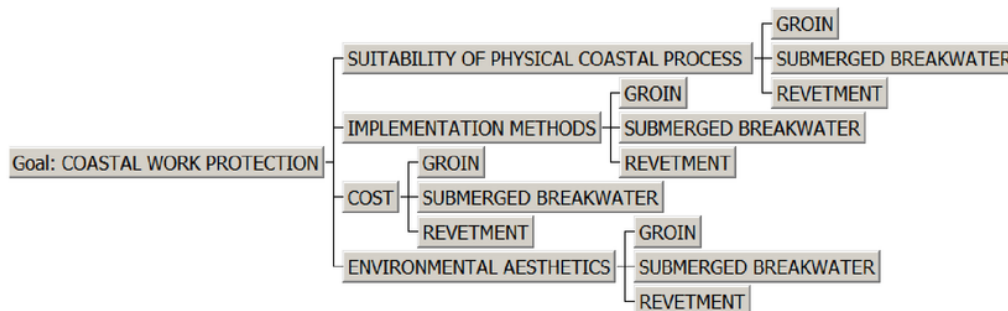 GROIN
SUITABILITY OF PHYSICAL COASTAL PROCESS
SUBMERGED BREAKWATER
REVETMENT
GROIN
IMPLEMENTATION METHODS
SUBMERGED BREAKWATER
REVETMENT
Goal: COASTAL WORK PROTECTION
GROIN
COST
SUBMERGED BREAKWATER
REVETMENT
GROIN
ENVIRONMENTAL AESTHETICS
SUBMERGED BREAKWATER
REVETMENT